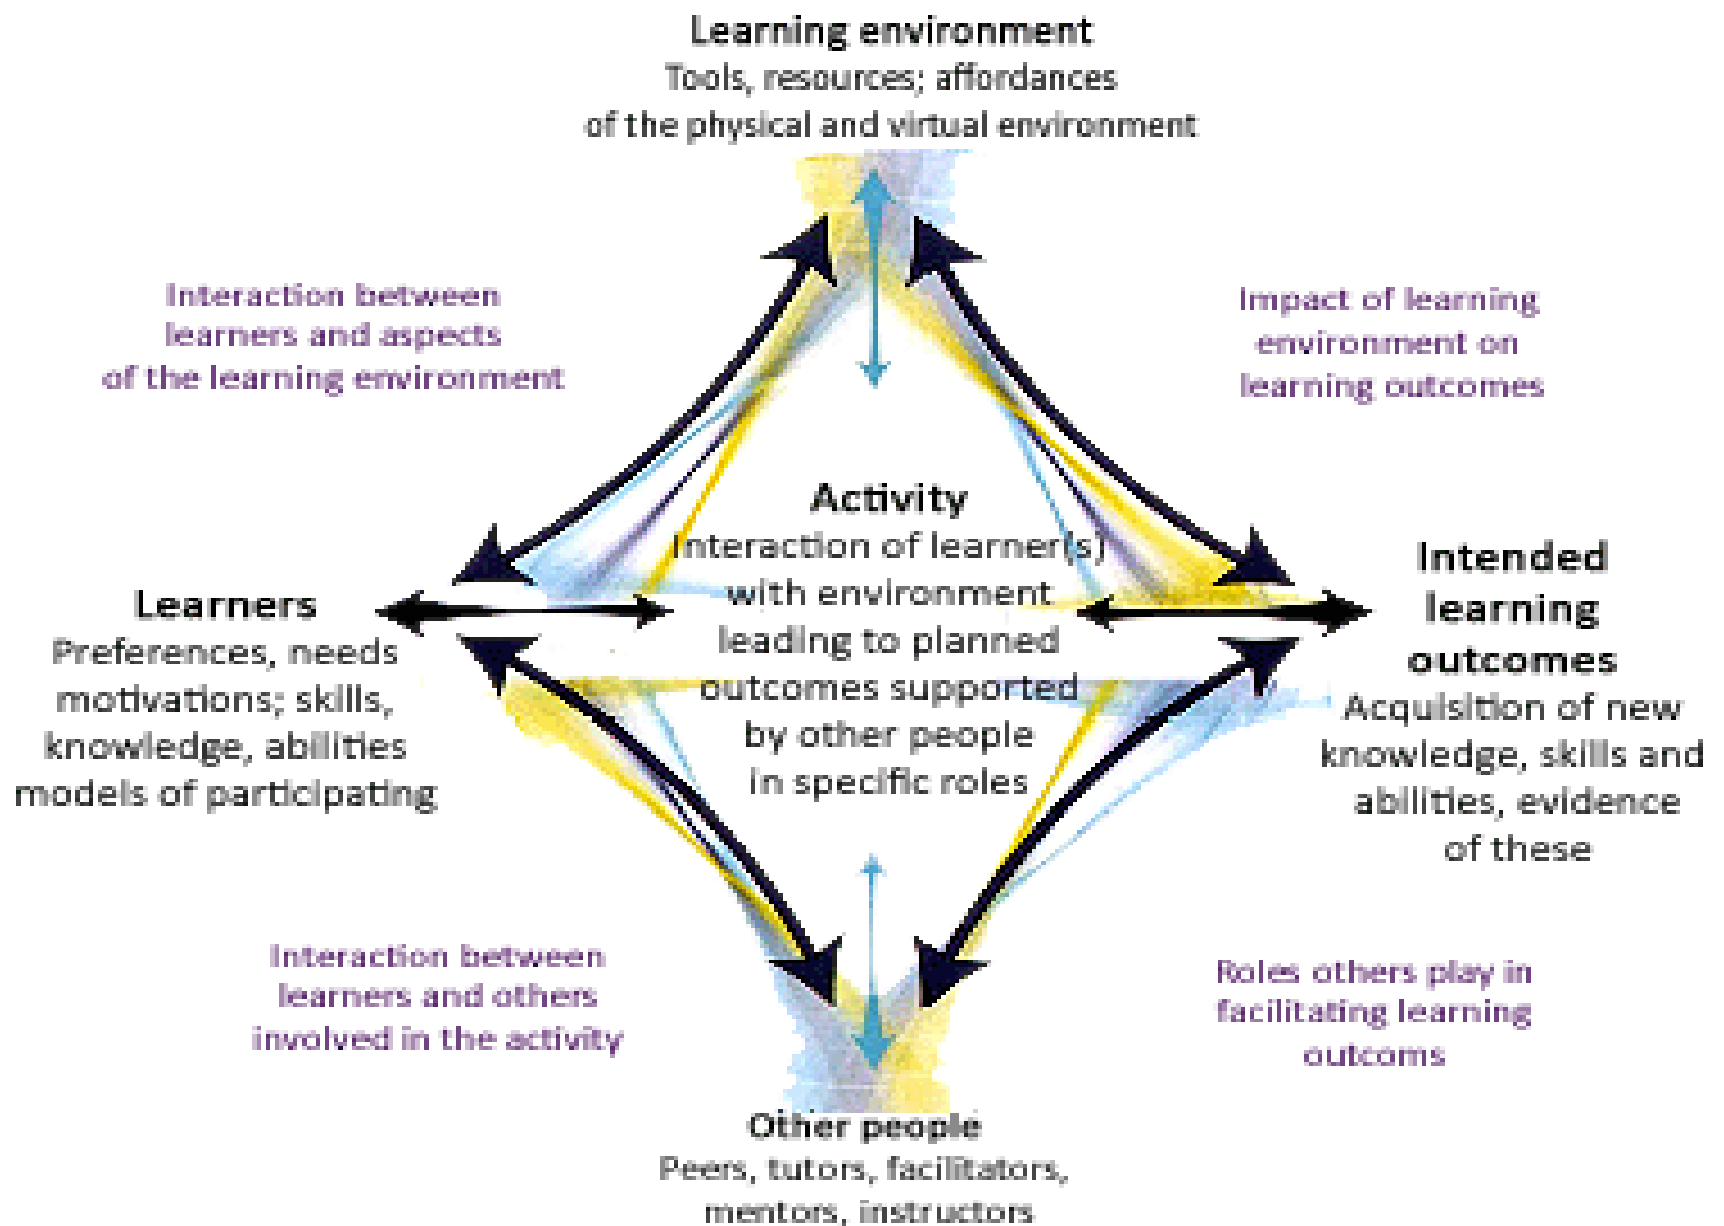 Learning environment
Tools, resources; affordances
of the physical and virtual environment
Interaction between
learners and aspects
of the learning environment
Impact of learning
environment on
learning outcomes
Activity
Interaction of learner(s)
with environment
leading to planned
outcomes supported
by other people
in specific roles
Learners
Preferences, needs
motivations; skills,
knowledge, abilities
models of participating
Intended
learning
outcomes
Acquisition of new
knowledge, skills and
abilities, evidence
of these
Interaction between
learners and others
involved in the activity
Roles others play in
facilitating learning
outcoms
Other people
Peers, tutors, facilitators,
mentors, instructors